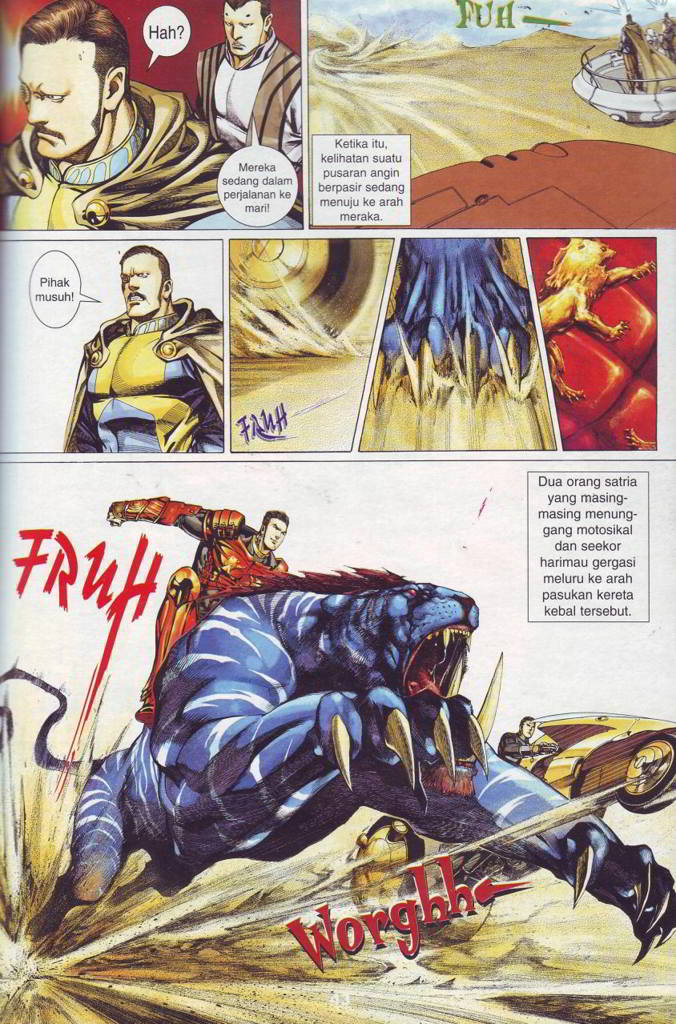 Hah?
Mereka
sedang dalam
perjalanan ke
mari!
FUH
Ketika itu,
kelihatan suatu
pusaran angin
berpasir sedang
menuju ke arah
meraka.
Pihak
musuh!
FRUH
Dua orang satria
yang masing-
masing menung-
gang motosikal
dan seekor
harimau gergasi
meluru ke arah
pasukan kereta
kebal tersebut.
FRUH
Worghh
43